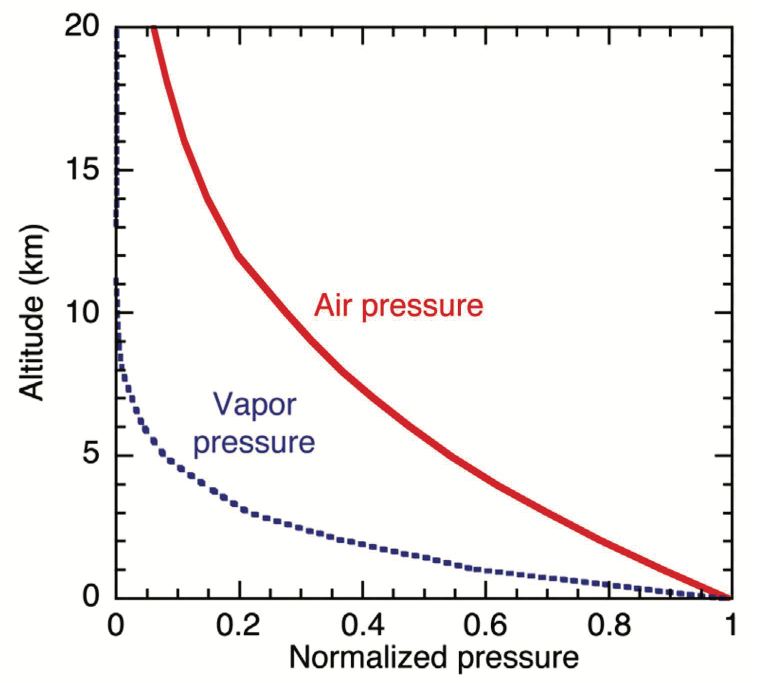 20
15
10
5
0
Altitude (km)
Air pressure
Vapor
pressure
0
0.2
0.4
0.6
0.8
1
Normalized pressure